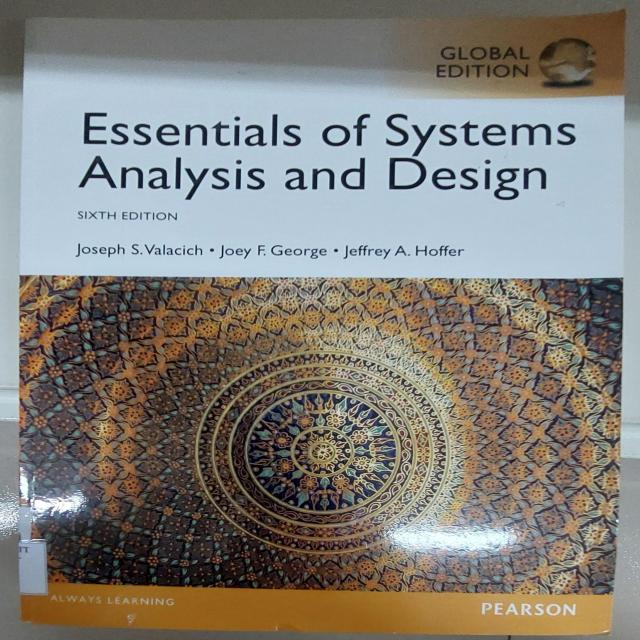 GLOBAL
EDITION
Essentials of Systems
Analysis and Design
SIXTH EDITION
Joseph S. Valacich • Joey F. George • Jeffrey A. Hoffer
ALWAYS LEARNING
PEARSON